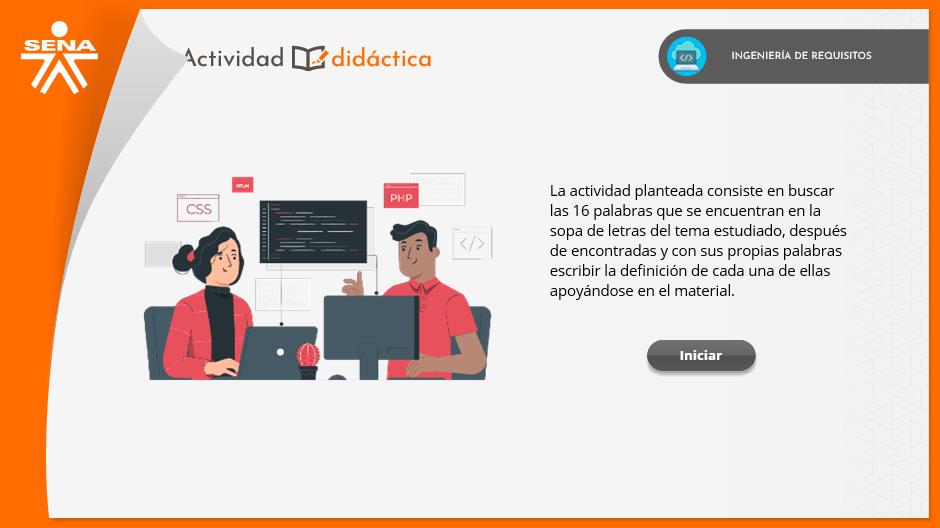 SENA
Actividad didáctica
INGENIERÍA DE REQUISITOS
CSS
PHP
</>
La actividad planteada consiste en buscar
las 16 palabras que se encuentran en la
sopa de letras del tema estudiado, después
de encontradas y con sus propias palabras
escribir la definición de cada una de ellas
apoyándose en el material.
Iniciar